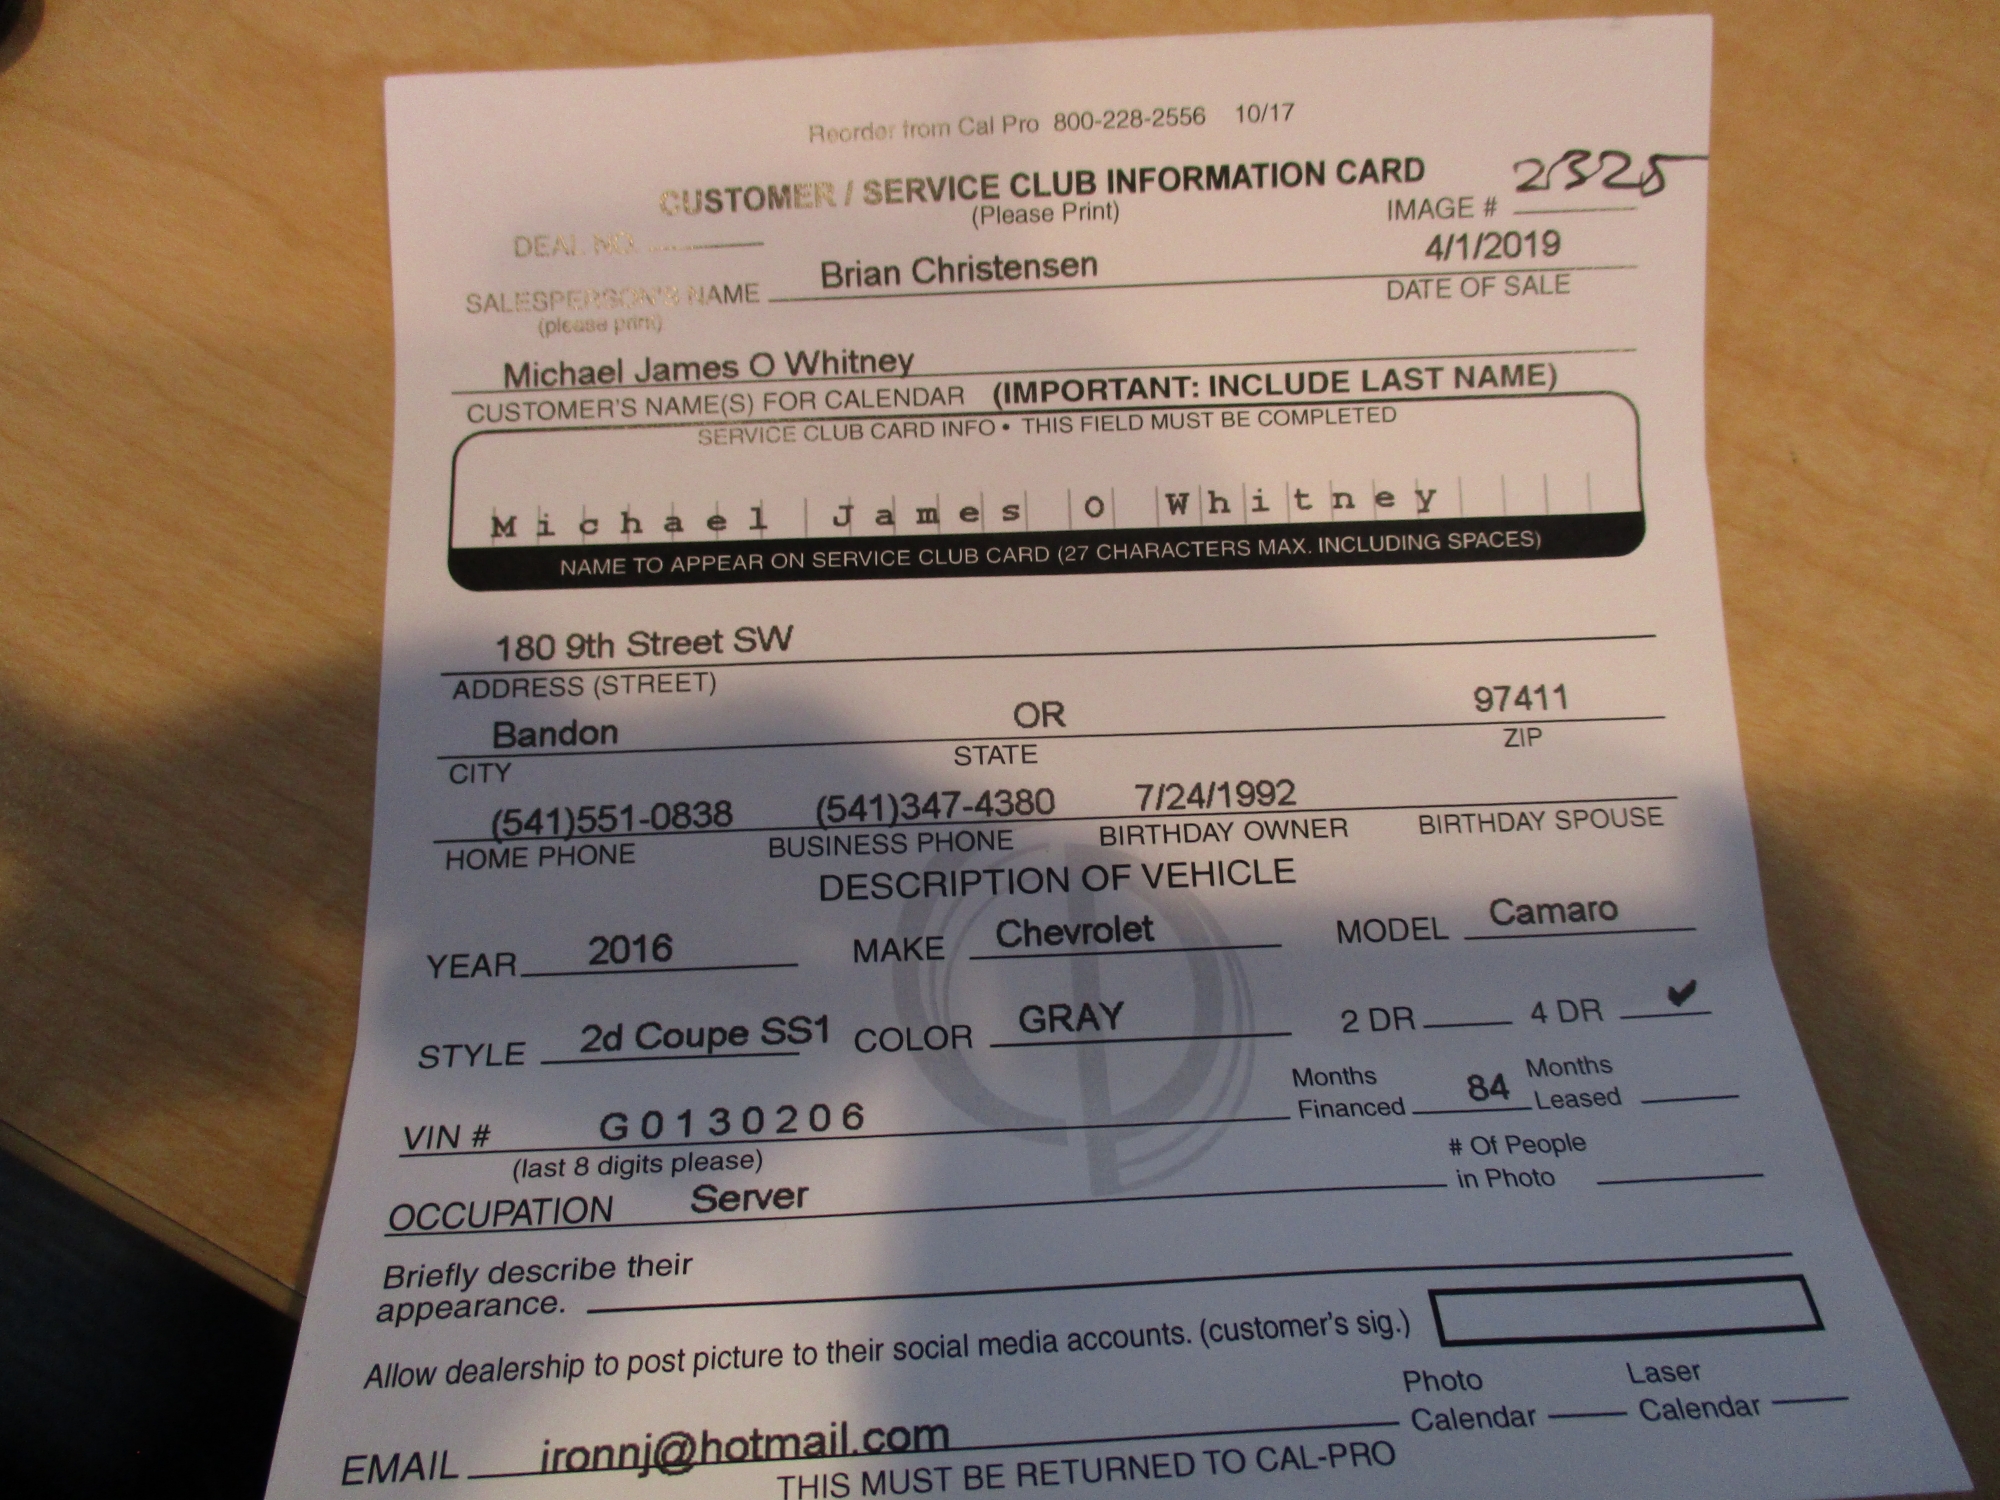 Reorder from Cal Pro 800-228-2556 10/17
CUSTOMER / SERVICE CLUB INFORMATION CARD
(Please Print)
IMAGE # 2325
DEAL NO.
SALESPERSON'S NAME Brian Christensen
(please print)
4/1/2019
DATE OF SALE
Michael James O Whitney
CUSTOMER'S NAME(S) FOR CALENDAR (IMPORTANT: INCLUDE LAST NAME)
SERVICE CLUB CARD INFO • THIS FIELD MUST BE COMPLETED
Michael James O Whitney
NAME TO APPEAR ON SERVICE CLUB CARD (27 CHARACTERS MAX. INCLUDING SPACES)
180 9th Street SW
ADDRESS (STREET)
Bandon OR 97411
CITY STATE ZIP
(541)551-0838 (541)347-4380 7/24/1992
HOME PHONE BUSINESS PHONE BIRTHDAY OWNER BIRTHDAY SPOUSE
DESCRIPTION OF VEHICLE
YEAR 2016 MAKE Chevrolet MODEL Camaro
STYLE 2d Coupe SS1 COLOR GRAY 2 DR 4 DR ✔
VIN # G0130206 Months Financed 84 Months Leased
(last 8 digits please)
# Of People in Photo
OCCUPATION Server
Briefly describe their
appearance.
Allow dealership to post picture to their social media accounts. (customer's sig.)
Photo Calendar Laser Calendar
EMAIL ironnj@hotmail.com
THIS MUST BE RETURNED TO CAL-PRO